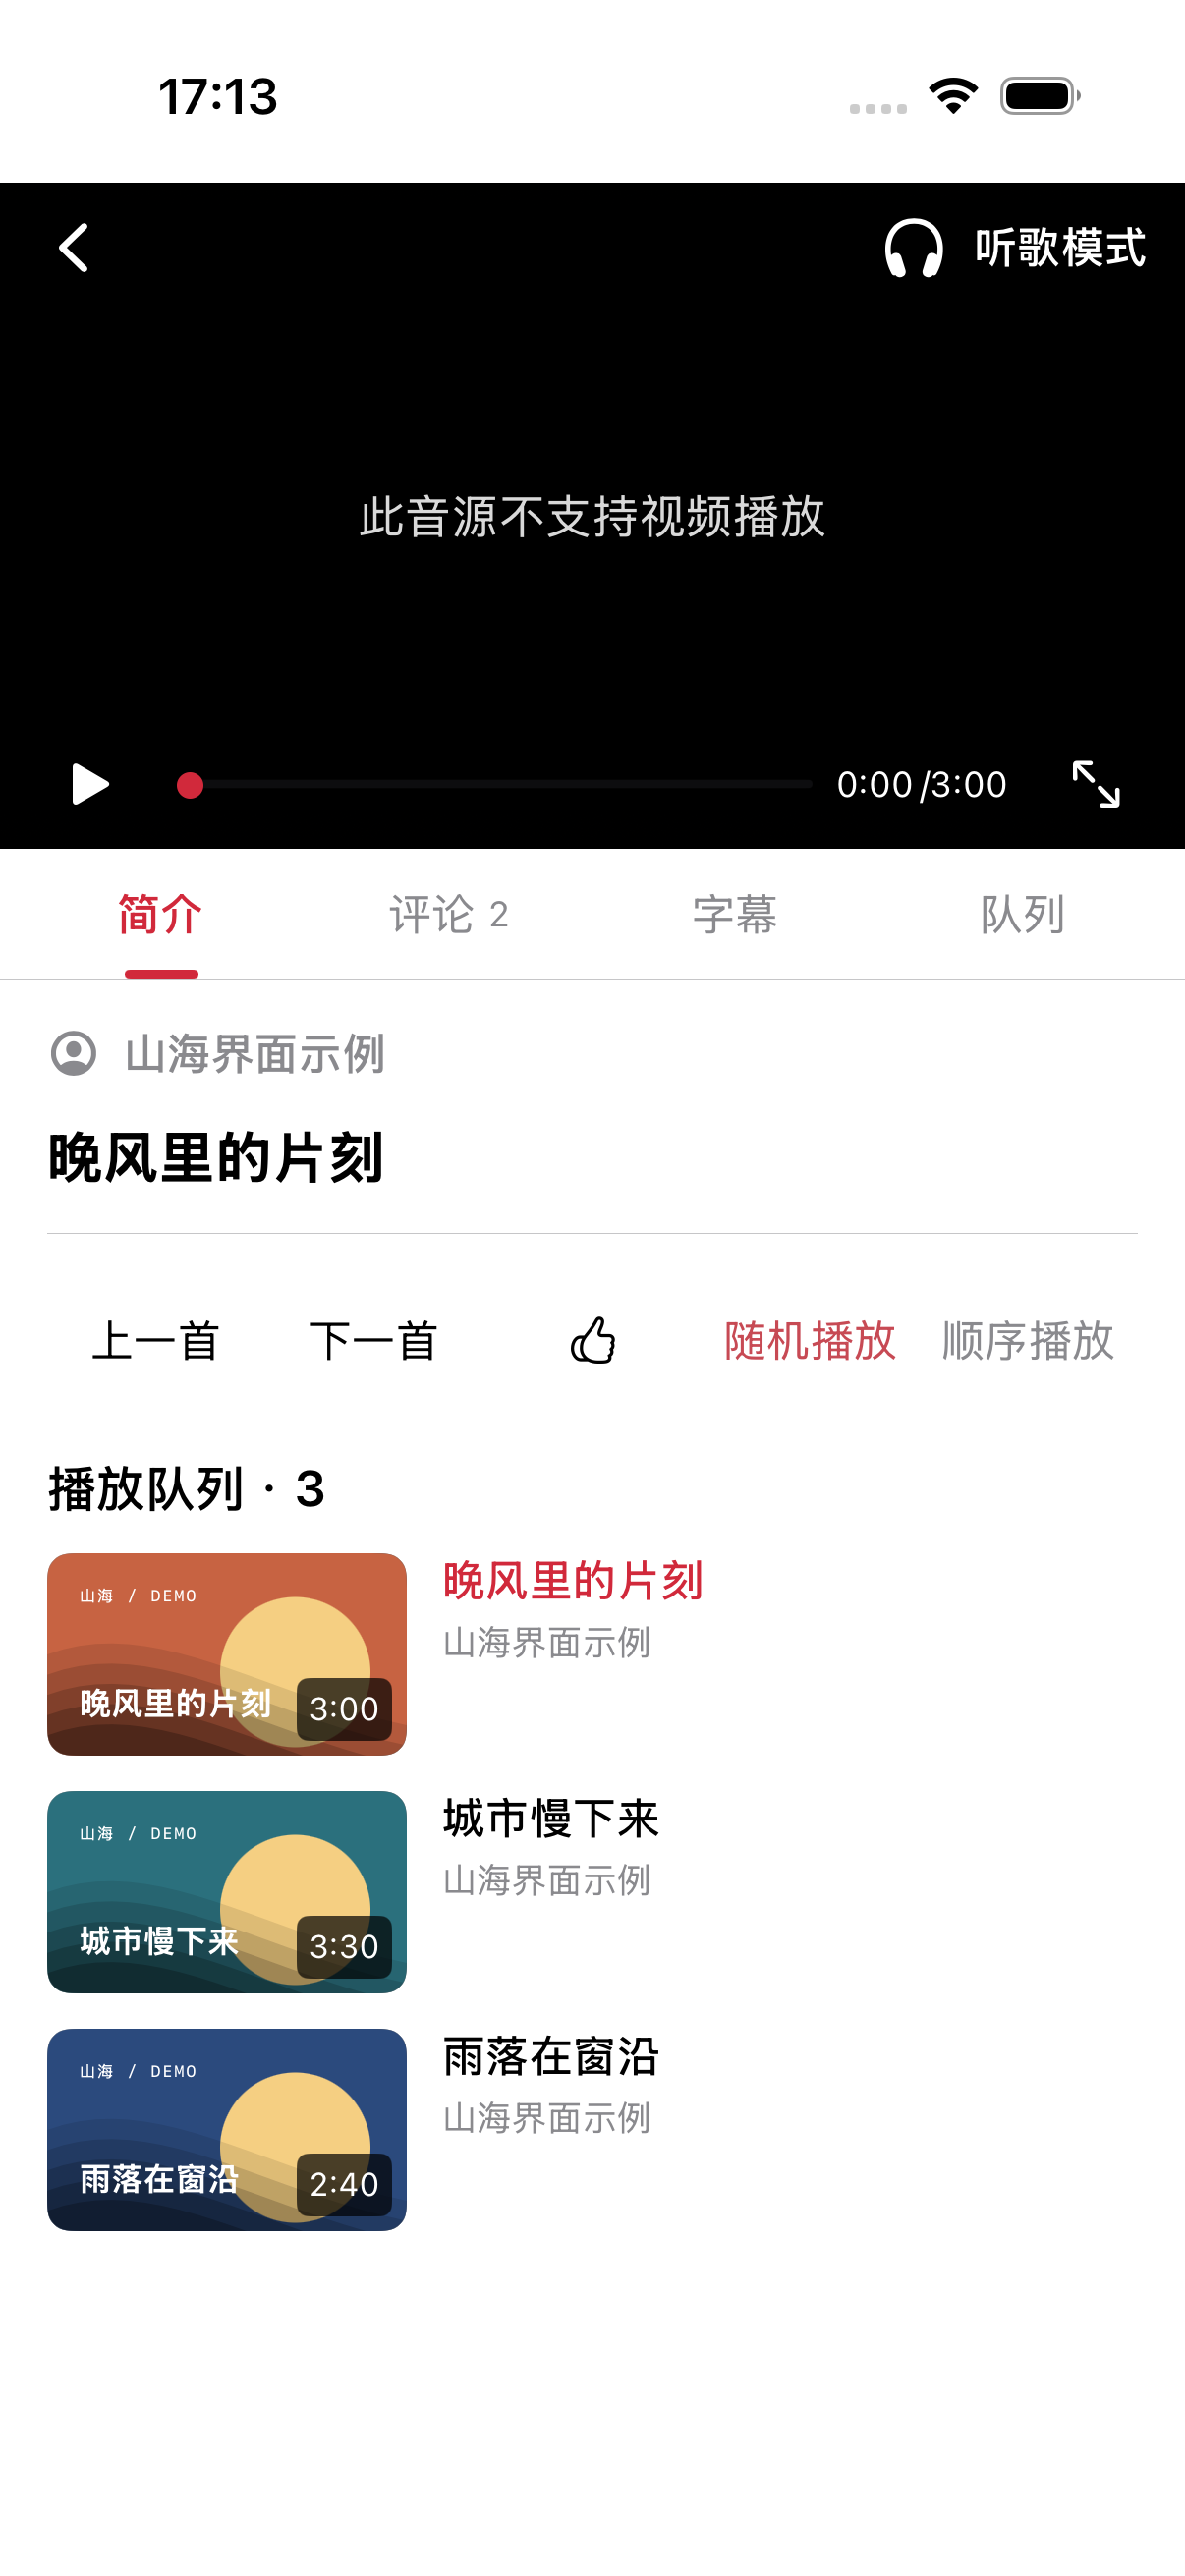 17:13
听歌模式
此音源不支持视频播放
0:00 /3:00
简介 评论 2 字幕 队列
山海界面示例
晚风里的片刻
上一首 下一首 随机播放 顺序播放
播放队列 · 3
山海 / DEMO
晚风里的片刻
3:00
晚风里的片刻
山海界面示例
山海 / DEMO
城市慢下来
3:30
城市慢下来
山海界面示例
山海 / DEMO
雨落在窗沿
2:40
雨落在窗沿
山海界面示例